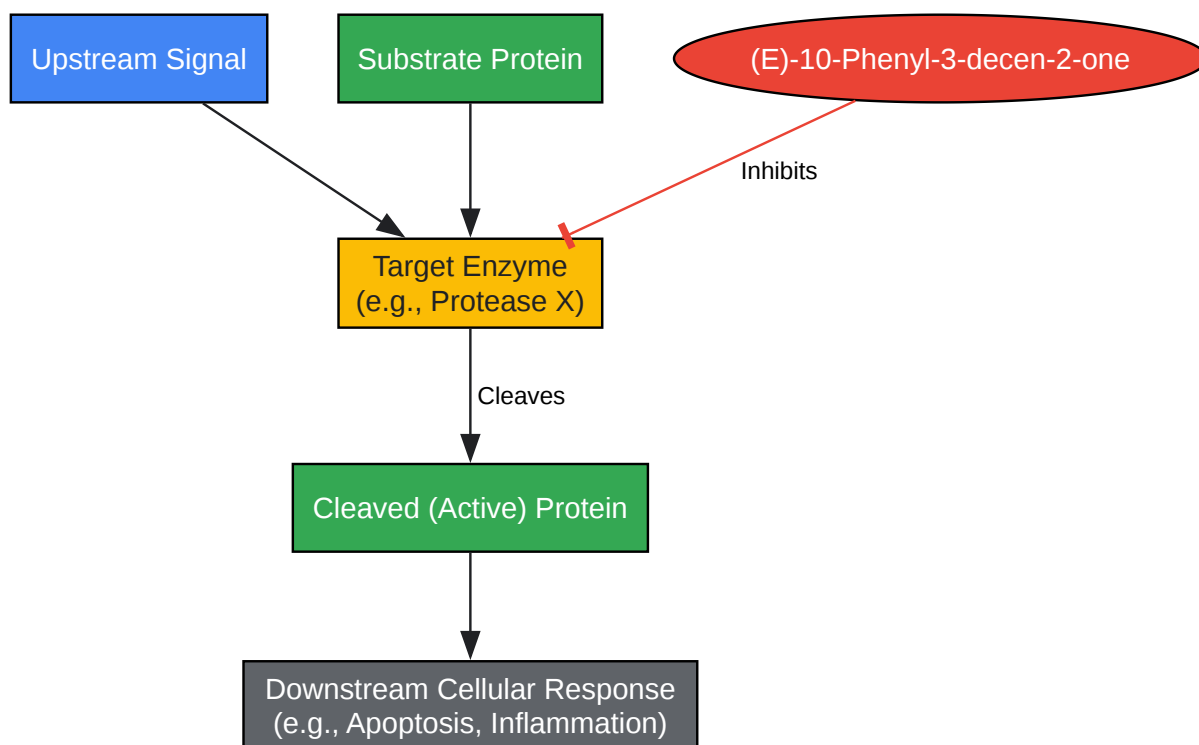 Upstream Signal
Substrate Protein
(E)-10-Phenyl-3-decen-2-one
Inhibits
Target Enzyme
(e.g., Protease X)
Cleaves
Cleaved (Active) Protein
Downstream Cellular Response
(e.g., Apoptosis, Inflammation)